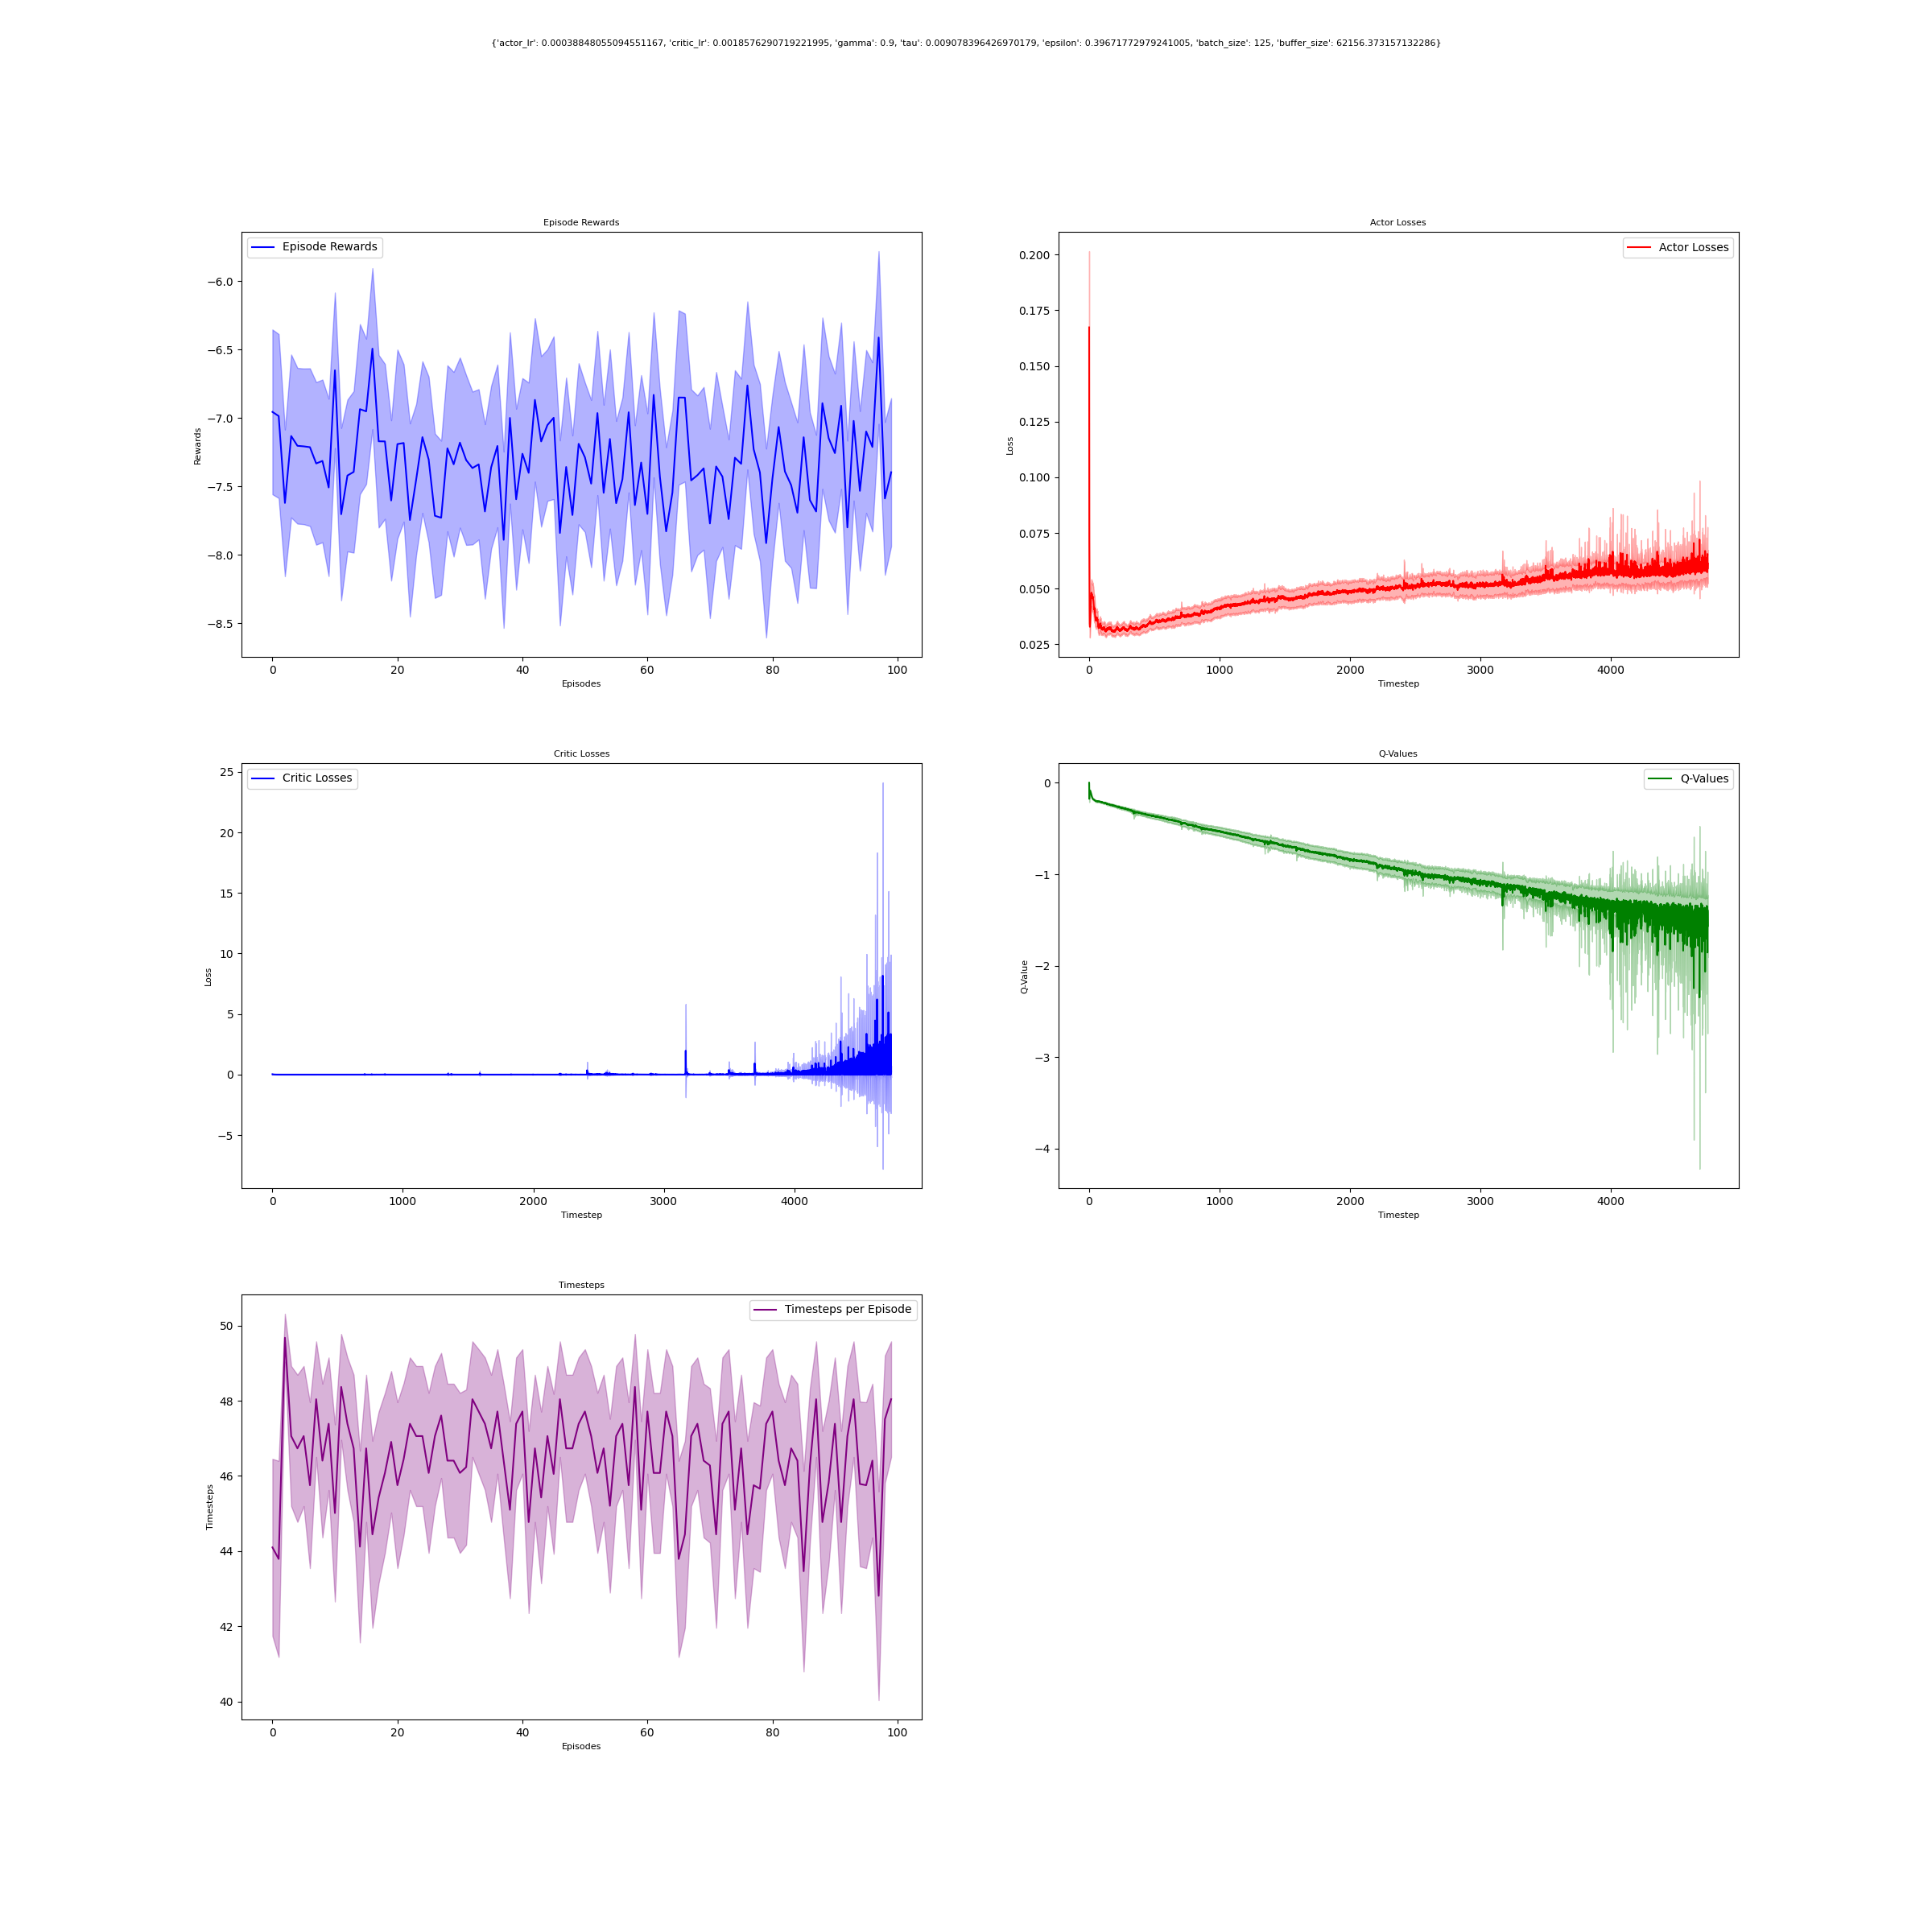 {'actor_lr': 0.00038848055094551167, 'critic_lr': 0.0018576290719221995, 'gamma': 0.9, 'tau': 0.009078396426970179, 'epsilon': 0.39671772979241005, 'batch_size': 125, 'buffer_size': 62156.373157132286}
Episode Rewards
Episode Rewards
Rewards
−6.0
−6.5
−7.0
−7.5
−8.0
−8.5
0 20 40 60 80 100
Episodes
Actor Losses
Actor Losses
Loss
0.200
0.175
0.150
0.125
0.100
0.075
0.050
0.025
0 1000 2000 3000 4000
Timestep
Critic Losses
Critic Losses
Loss
25
20
15
10
5
0
−5
0 1000 2000 3000 4000
Timestep
Q-Values
Q-Values
Q-Value
0
−1
−2
−3
−4
0 1000 2000 3000 4000
Timestep
Timesteps
Timesteps per Episode
Timesteps
50
48
46
44
42
40
0 20 40 60 80 100
Episodes